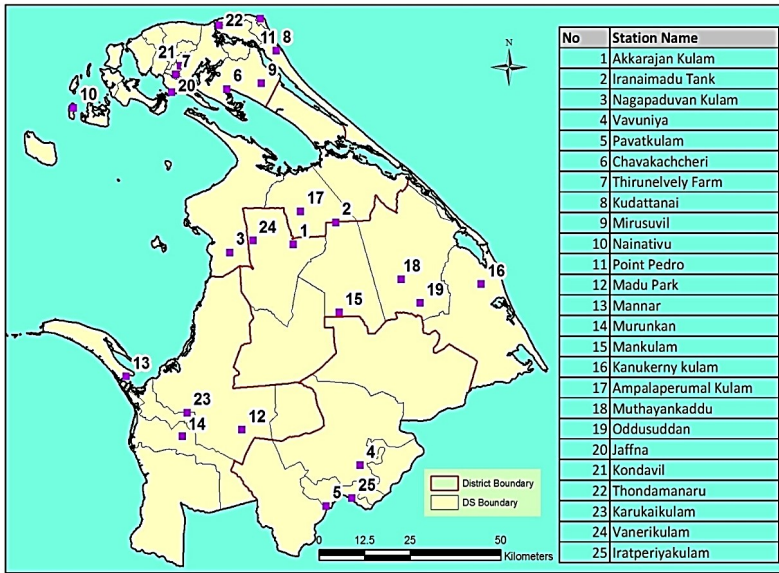 22
11
8
21
7
20
6
9
10
N
17
2
24
1
3
18
16
19
15
13
23
12
14
4
25
5
District Boundary
DS Boundary
0 12.5 25 50
Kilometers
No Station Name
1 Akkarajan Kulam
2 Iranaimadu Tank
3 Nagapaduvan Kulam
4 Vavuniya
5 Pavatkulam
6 Chavakachcheri
7 Thirunelvely Farm
8 Kudattanai
9 Mirusuvil
10 Nainativu
11 Point Pedro
12 Madu Park
13 Mannar
14 Murunkan
15 Mankulam
16 Kanukerny kulam
17 Ampalaperumal Kulam
18 Muthayankaddu
19 Oddusuddan
20 Jaffna
21 Kondavil
22 Thondamanaru
23 Karukaikulam
24 Vanerikulam
25 Iratperiyakulam